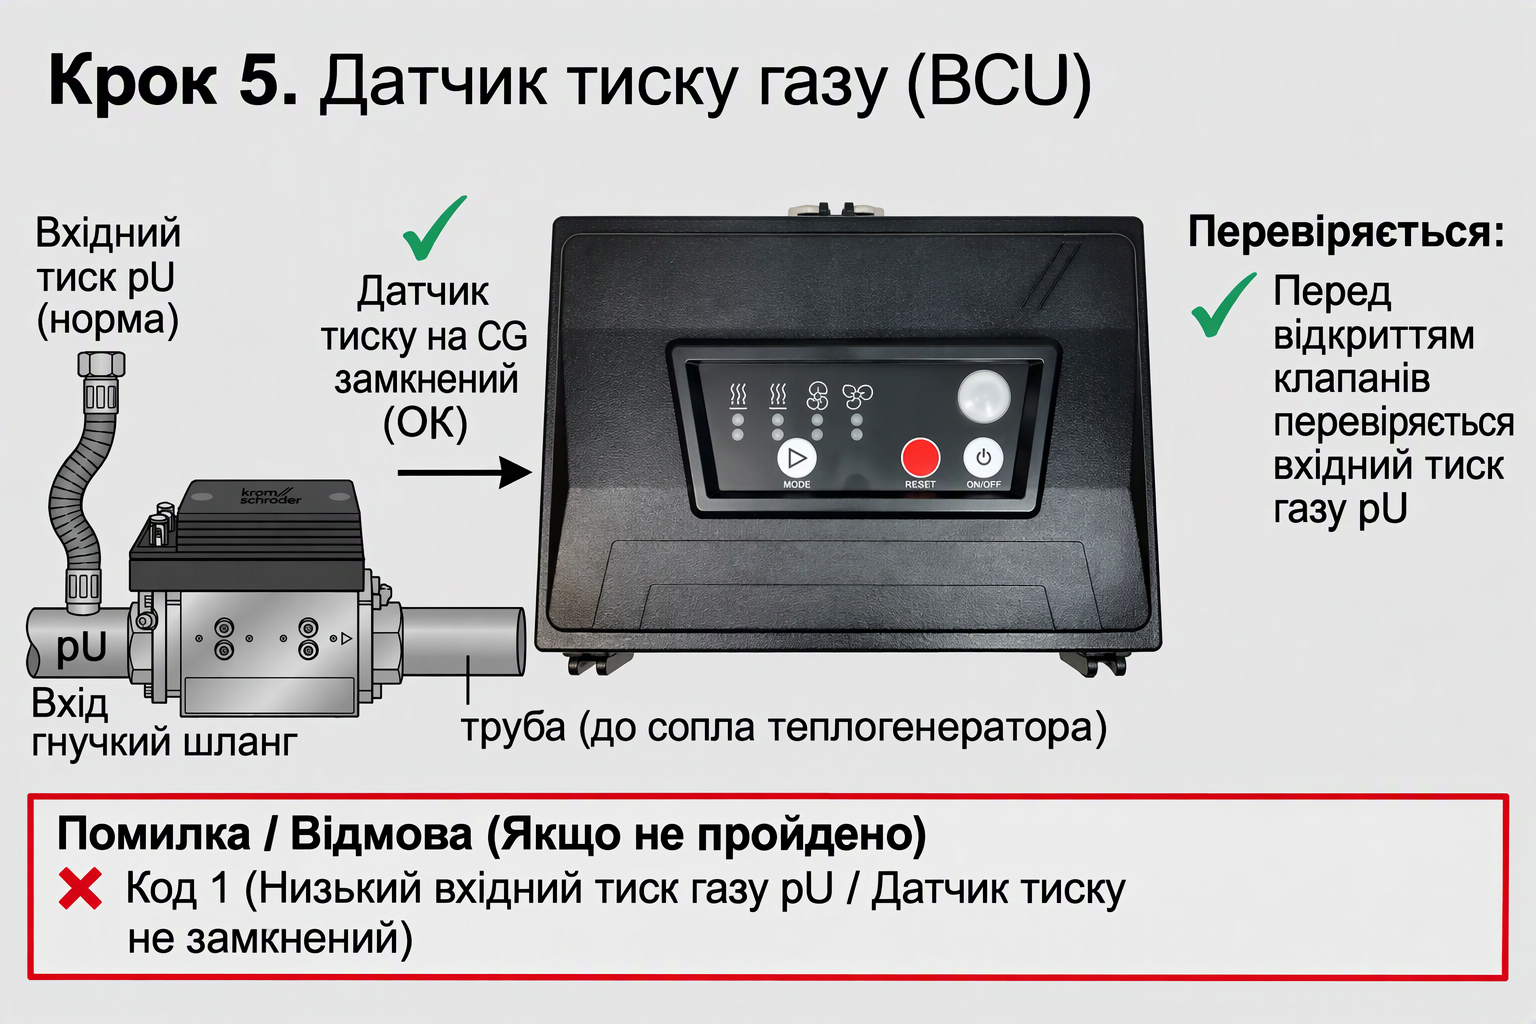 Крок 5. Датчик тиску газу (BCU)
Вхідний
тиск pU
(норма)
Датчик
тиску на CG
замкнений
(ОК)
krom//
schroder
pU
Вхід
гнучкий шланг
MODE
RESET
ON/OFF
труба (до сопла теплогенератора)
Перевіряється:
Перед
відкриттям
клапанів
перевіряється
вхідний тиск
газу pU
Помилка / Відмова (Якщо не пройдено)
Код 1 (Низький вхідний тиск газу pU / Датчик тиску
не замкнений)